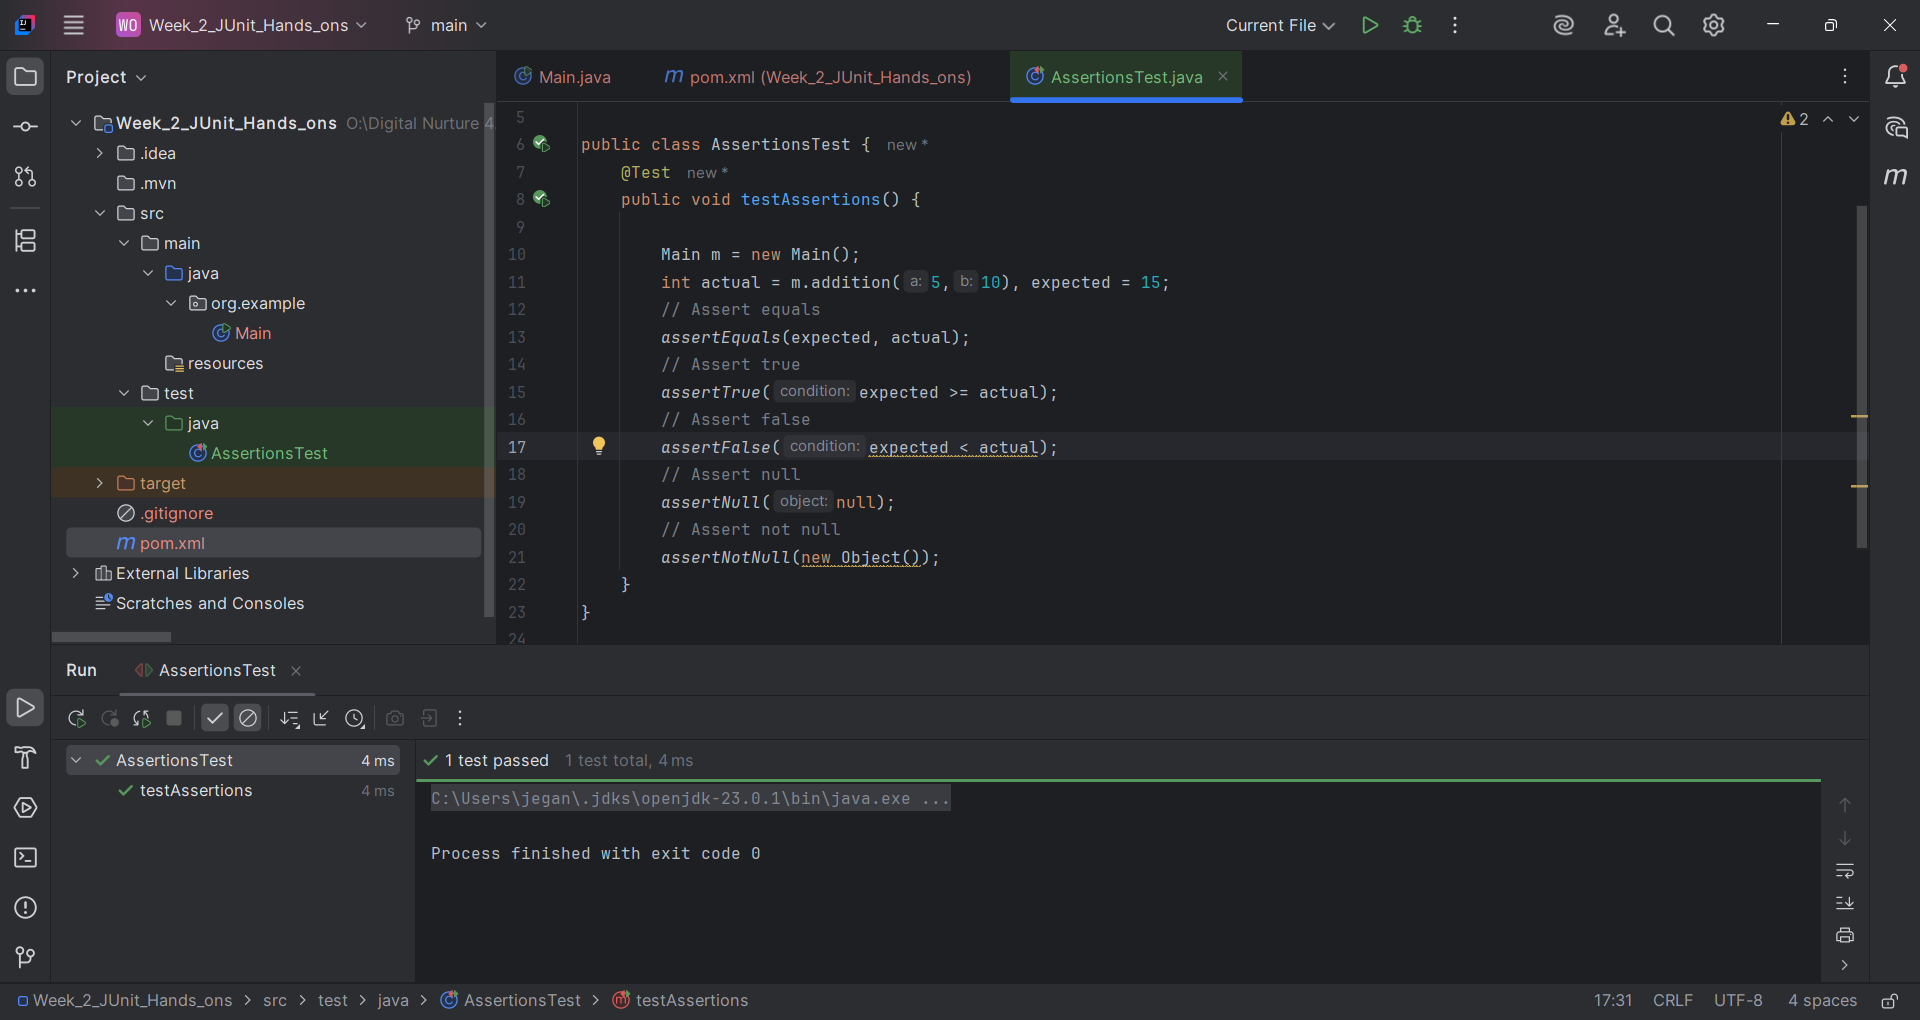 WO Week_2_JUnit_Hands_ons main Current File
Project
Main.java pom.xml (Week_2_JUnit_Hands_ons) AssertionsTest.java
Week_2_JUnit_Hands_ons O:\Digital Nurture 4
.idea
.mvn
src
main
java
org.example
Main
resources
test
java
AssertionsTest
target
.gitignore
pom.xml
External Libraries
Scratches and Consoles
2
5
6 public class AssertionsTest { new *
7 @Test new *
8 public void testAssertions() {
9
10 Main m = new Main();
11 int actual = m.addition( a: 5, b: 10), expected = 15;
12 // Assert equals
13 assertEquals(expected, actual);
14 // Assert true
15 assertTrue( condition: expected >= actual);
16 // Assert false
17 assertFalse( condition: expected < actual);
18 // Assert null
19 assertNull( object: null);
20 // Assert not null
21 assertNotNull(new Object());
22 }
23 }
24
Run AssertionsTest
AssertionsTest 4 ms
testAssertions 4 ms
1 test passed 1 test total, 4 ms
C:\Users\jegan\.jdks\openjdk-23.0.1\bin\java.exe ...
Process finished with exit code 0
Week_2_JUnit_Hands_ons > src > test > java > AssertionsTest > testAssertions
17:31 CRLF UTF-8 4 spaces